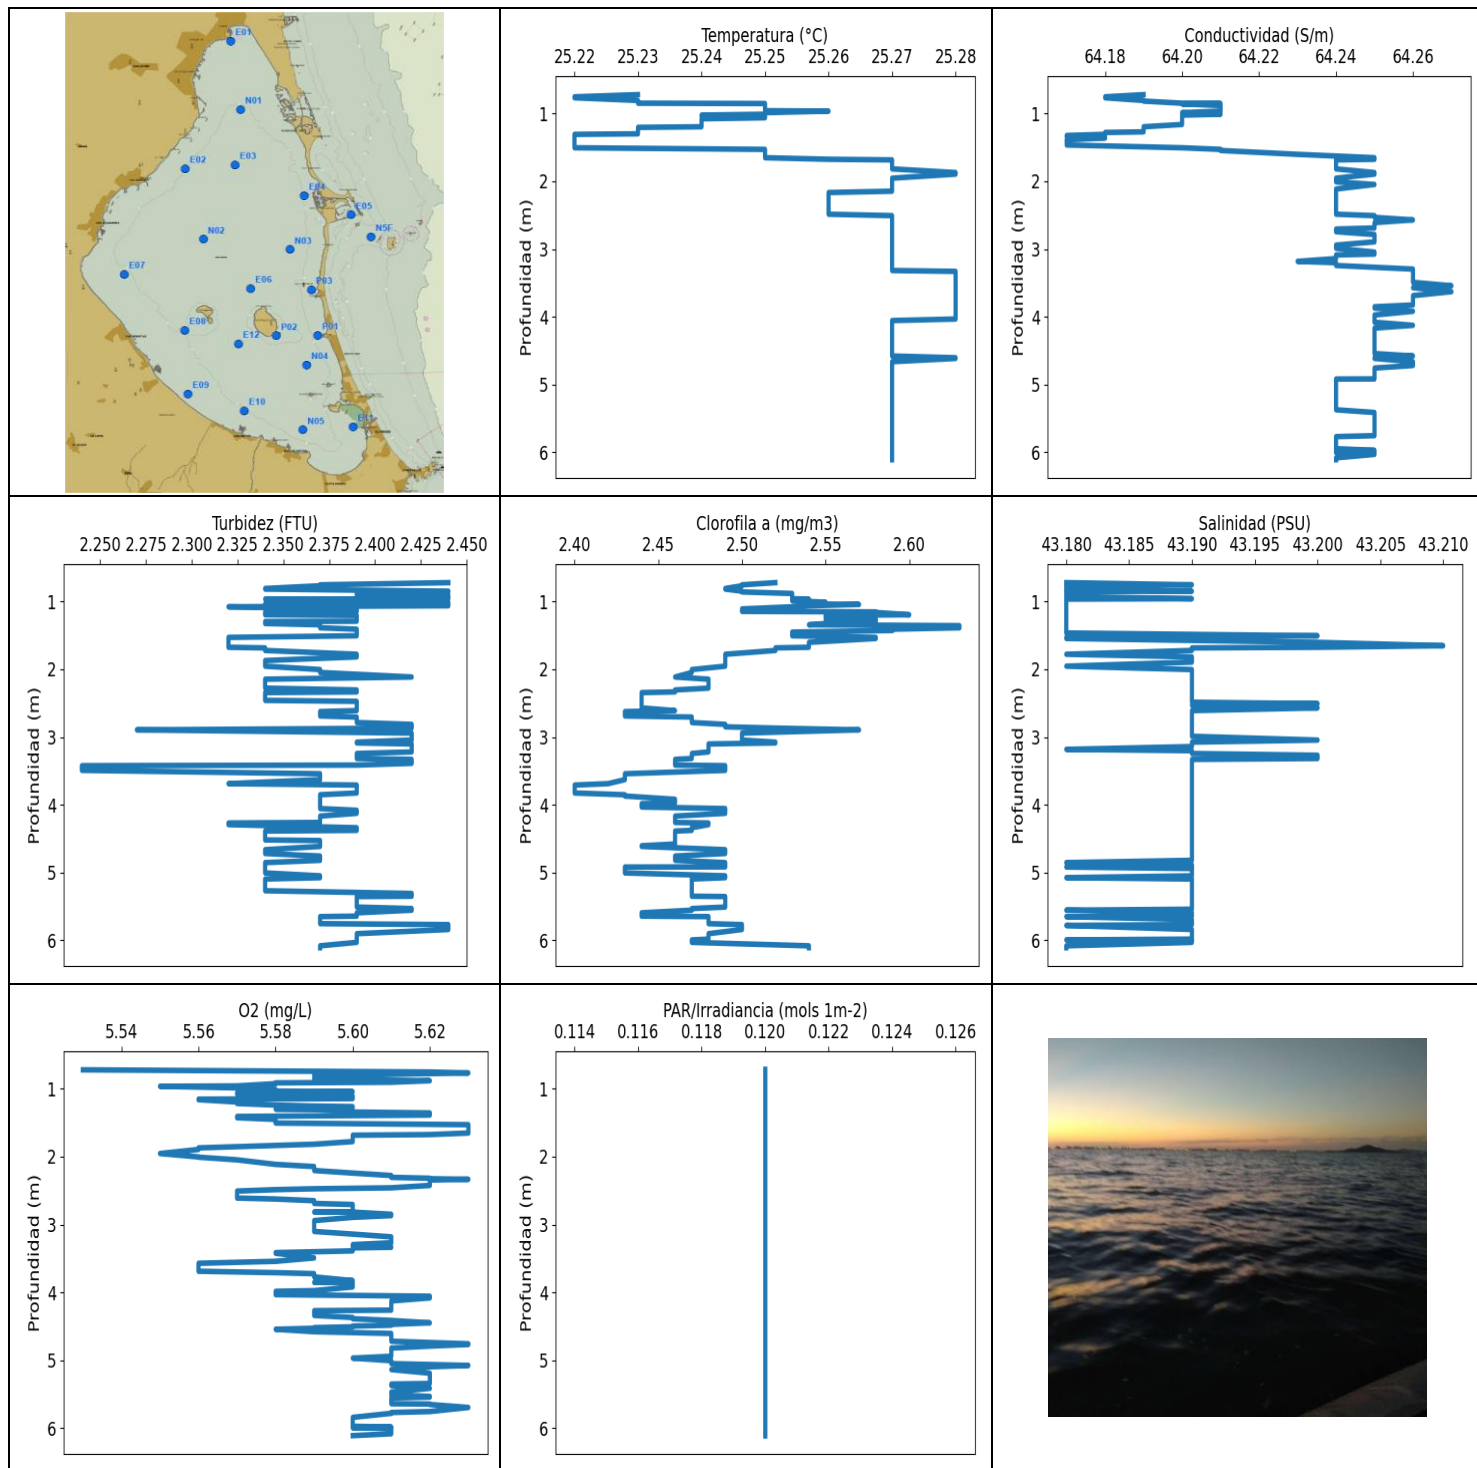 E01
N01
E02
E03
E04
E05
N5F
N02
N03
E07
E06
P03
E08
E12
P02
P01
N04
E09
E10
N05
E11
Temperatura (°C)
25.22 25.23 25.24 25.25 25.26 25.27 25.28
Profundidad (m)
1
2
3
4
5
6
Conductividad (S/m)
64.18 64.20 64.22 64.24 64.26
Profundidad (m)
1
2
3
4
5
6
Turbidez (FTU)
2.250 2.275 2.300 2.325 2.350 2.375 2.400 2.425 2.450
Profundidad (m)
1
2
3
4
5
6
Clorofila a (mg/m3)
2.40 2.45 2.50 2.55 2.60
Profundidad (m)
1
2
3
4
5
6
Salinidad (PSU)
43.180 43.185 43.190 43.195 43.200 43.205 43.210
Profundidad (m)
1
2
3
4
5
6
O2 (mg/L)
5.54 5.56 5.58 5.60 5.62
Profundidad (m)
1
2
3
4
5
6
PAR/Irradiancia (mols 1m-2)
0.114 0.116 0.118 0.120 0.122 0.124 0.126
Profundidad (m)
1
2
3
4
5
6